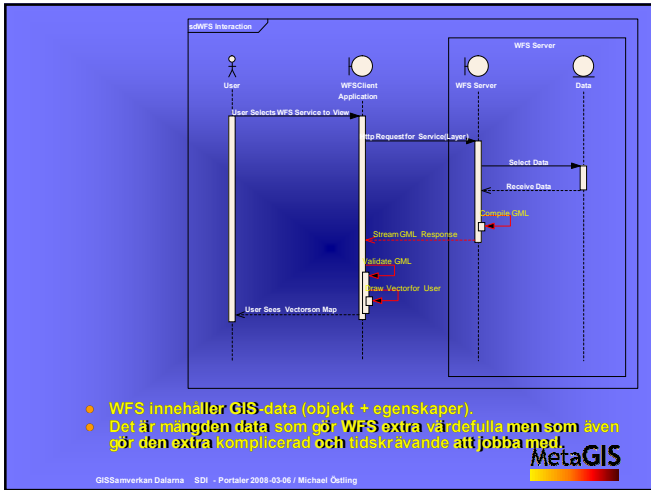 sdWFS Interaction
WFS Server
User
WFSClient
Application
WFS Server
Data
User Selects WFS Service to View
ttp Request for Service(Layer)
Select Data
Receive Data
Compile GML
Stream GML Response
Validate GML
Draw Vectorfor User
User Sees Vectorson Map
WFS innehåller GIS-data (objekt + egenskaper).
Det är mängden data som gör WFS extra värdefulla men som även
gör den extra komplicerad och tidskrävande att jobba med.
MetaGIS
GISSamverkan Dalarna SDI - Portaler 2008-03-06 / Michael Östling